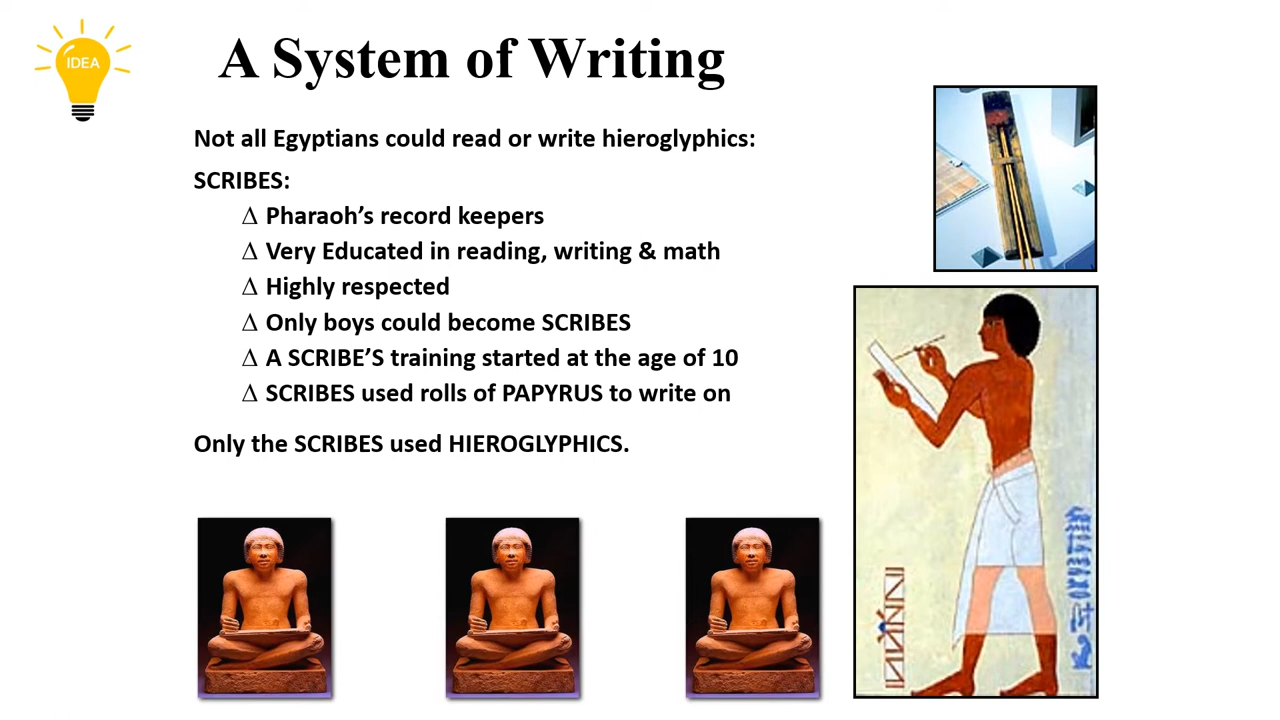 IDEA
A System of Writing
Not all Egyptians could read or write hieroglyphics:
SCRIBES:
∆ Pharaoh’s record keepers
∆ Very Educated in reading, writing & math
∆ Highly respected
∆ Only boys could become SCRIBES
∆ A SCRIBE’S training started at the age of 10
∆ SCRIBES used rolls of PAPYRUS to write on
Only the SCRIBES used HIEROGLYPHICS.